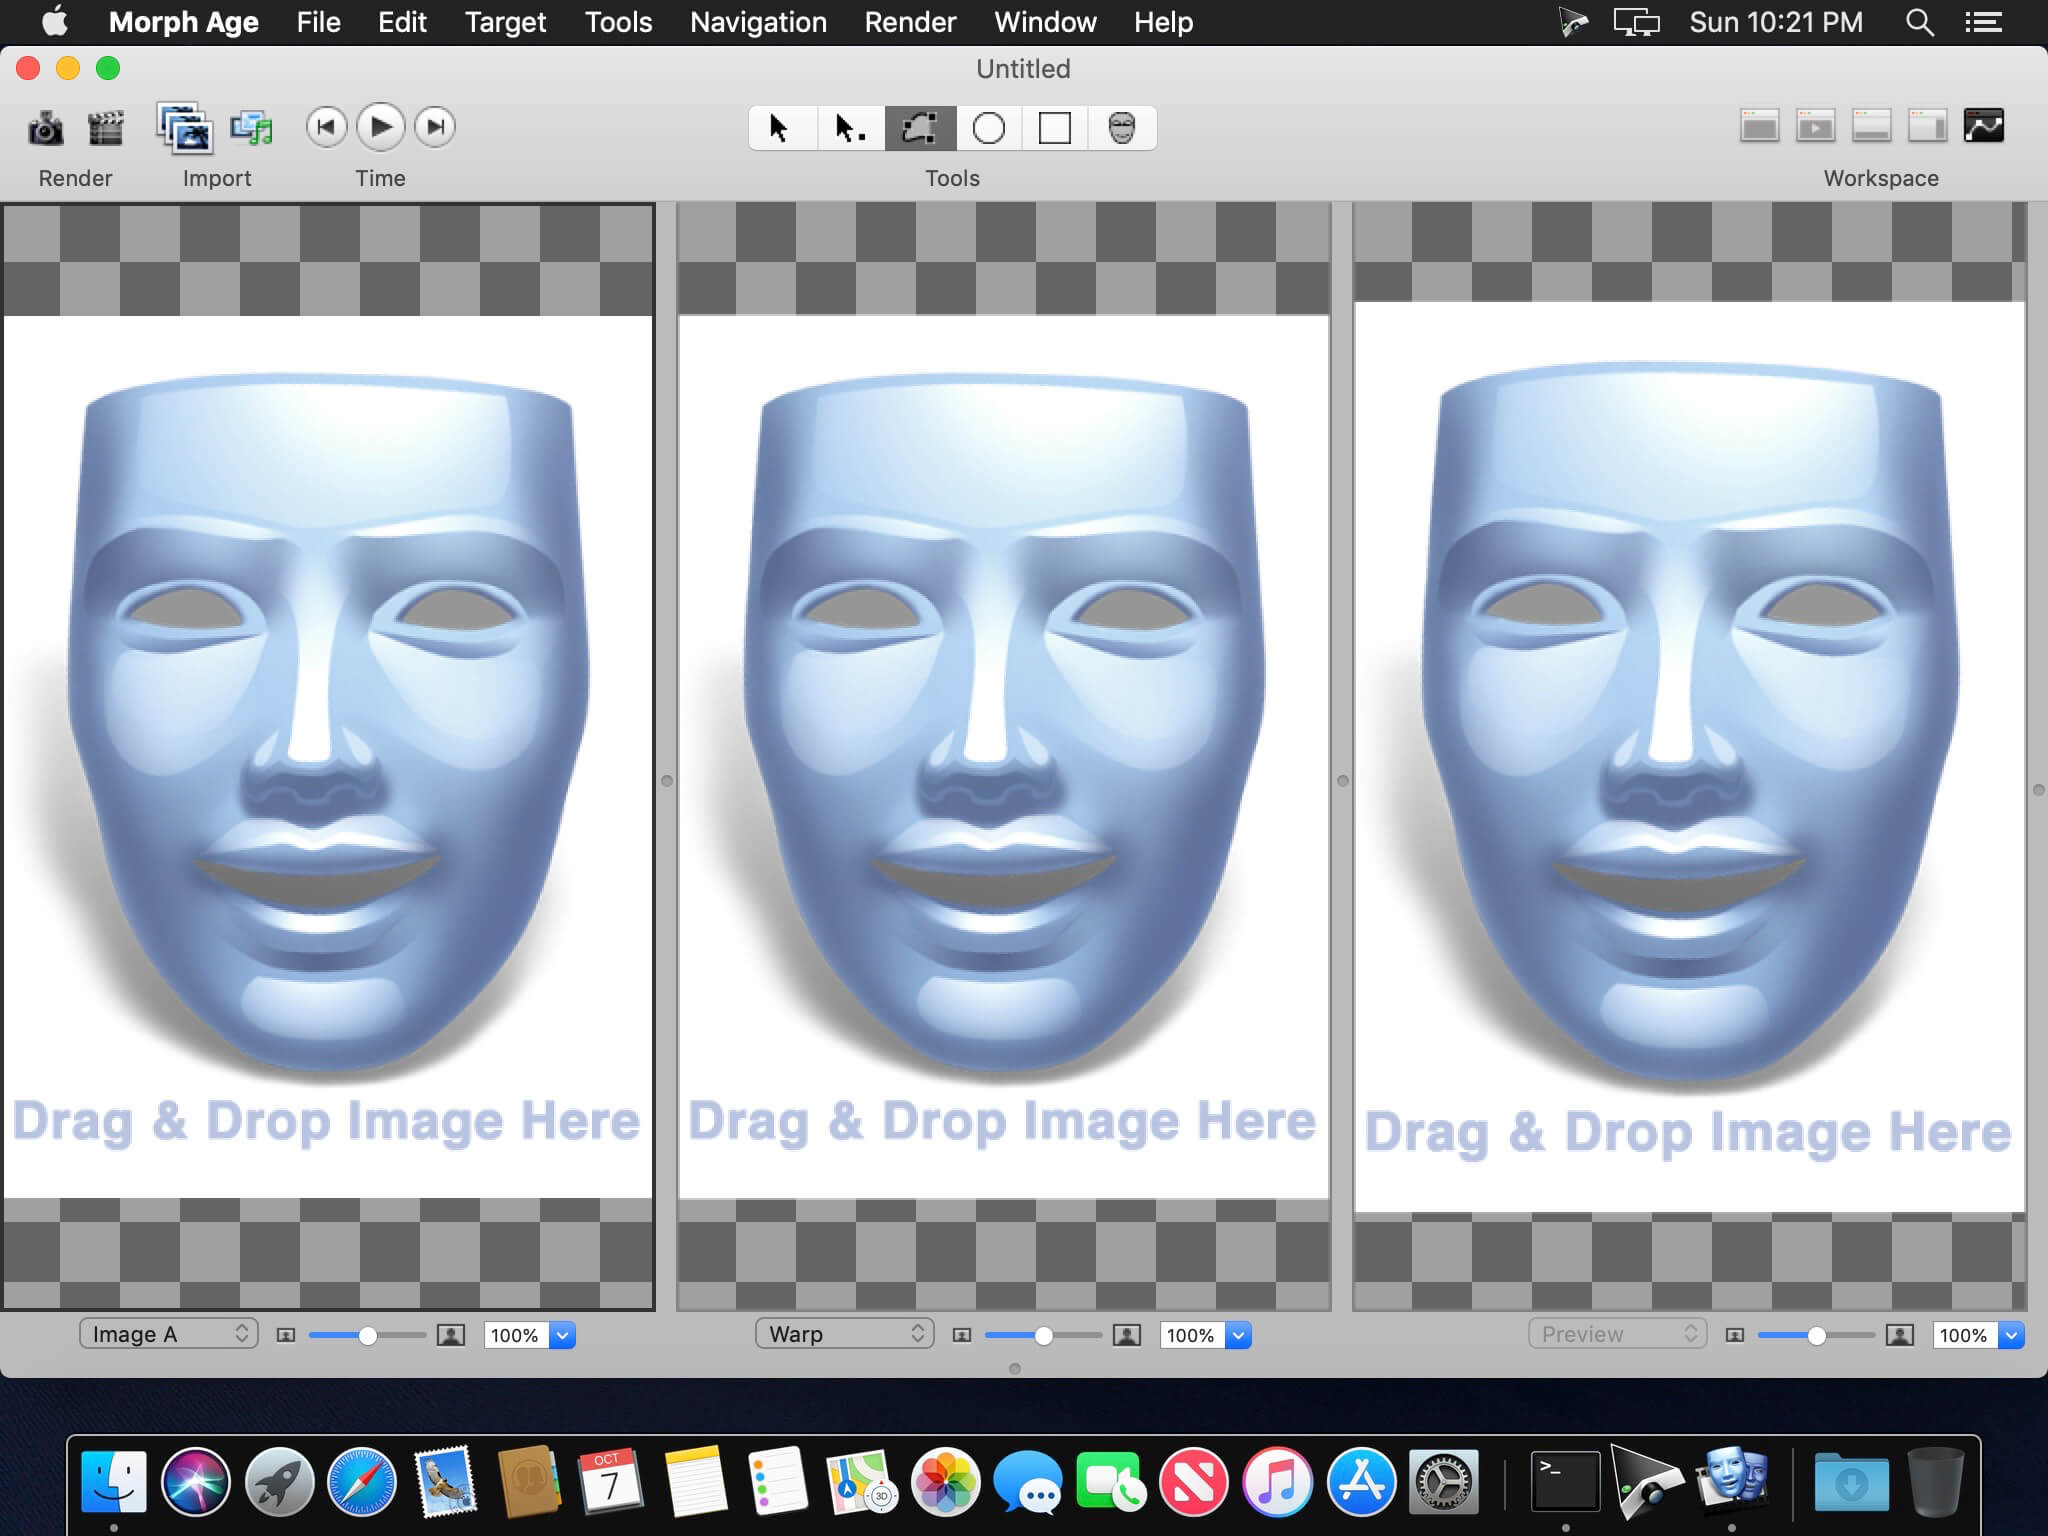 Morph Age File Edit Target Tools Navigation Render Window Help Sun 10:21 PM
Untitled
Render Import Time Tools Workspace
Drag & Drop Image Here
Drag & Drop Image Here
Drag & Drop Image Here
Image A 100% Warp 100% Preview 100%
OCT
7
3D
>_